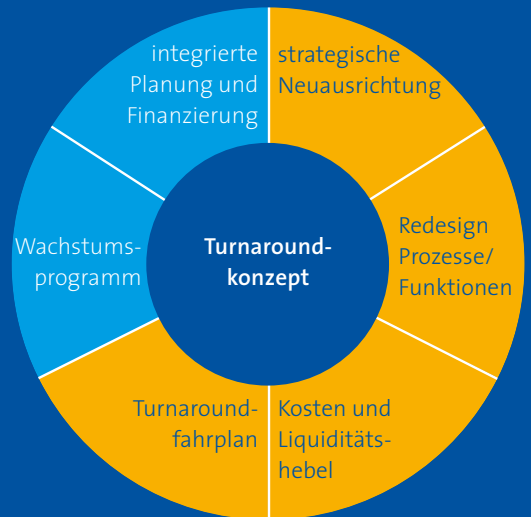 integrierte
Planung und
Finanzierung
strategische
Neuausrichtung
Redesign
Prozesse/
Funktionen
Kosten und
Liquiditäts-
hebel
Turnaround-
fahrplan
Wachstums-
programm
Turnaround-
konzept